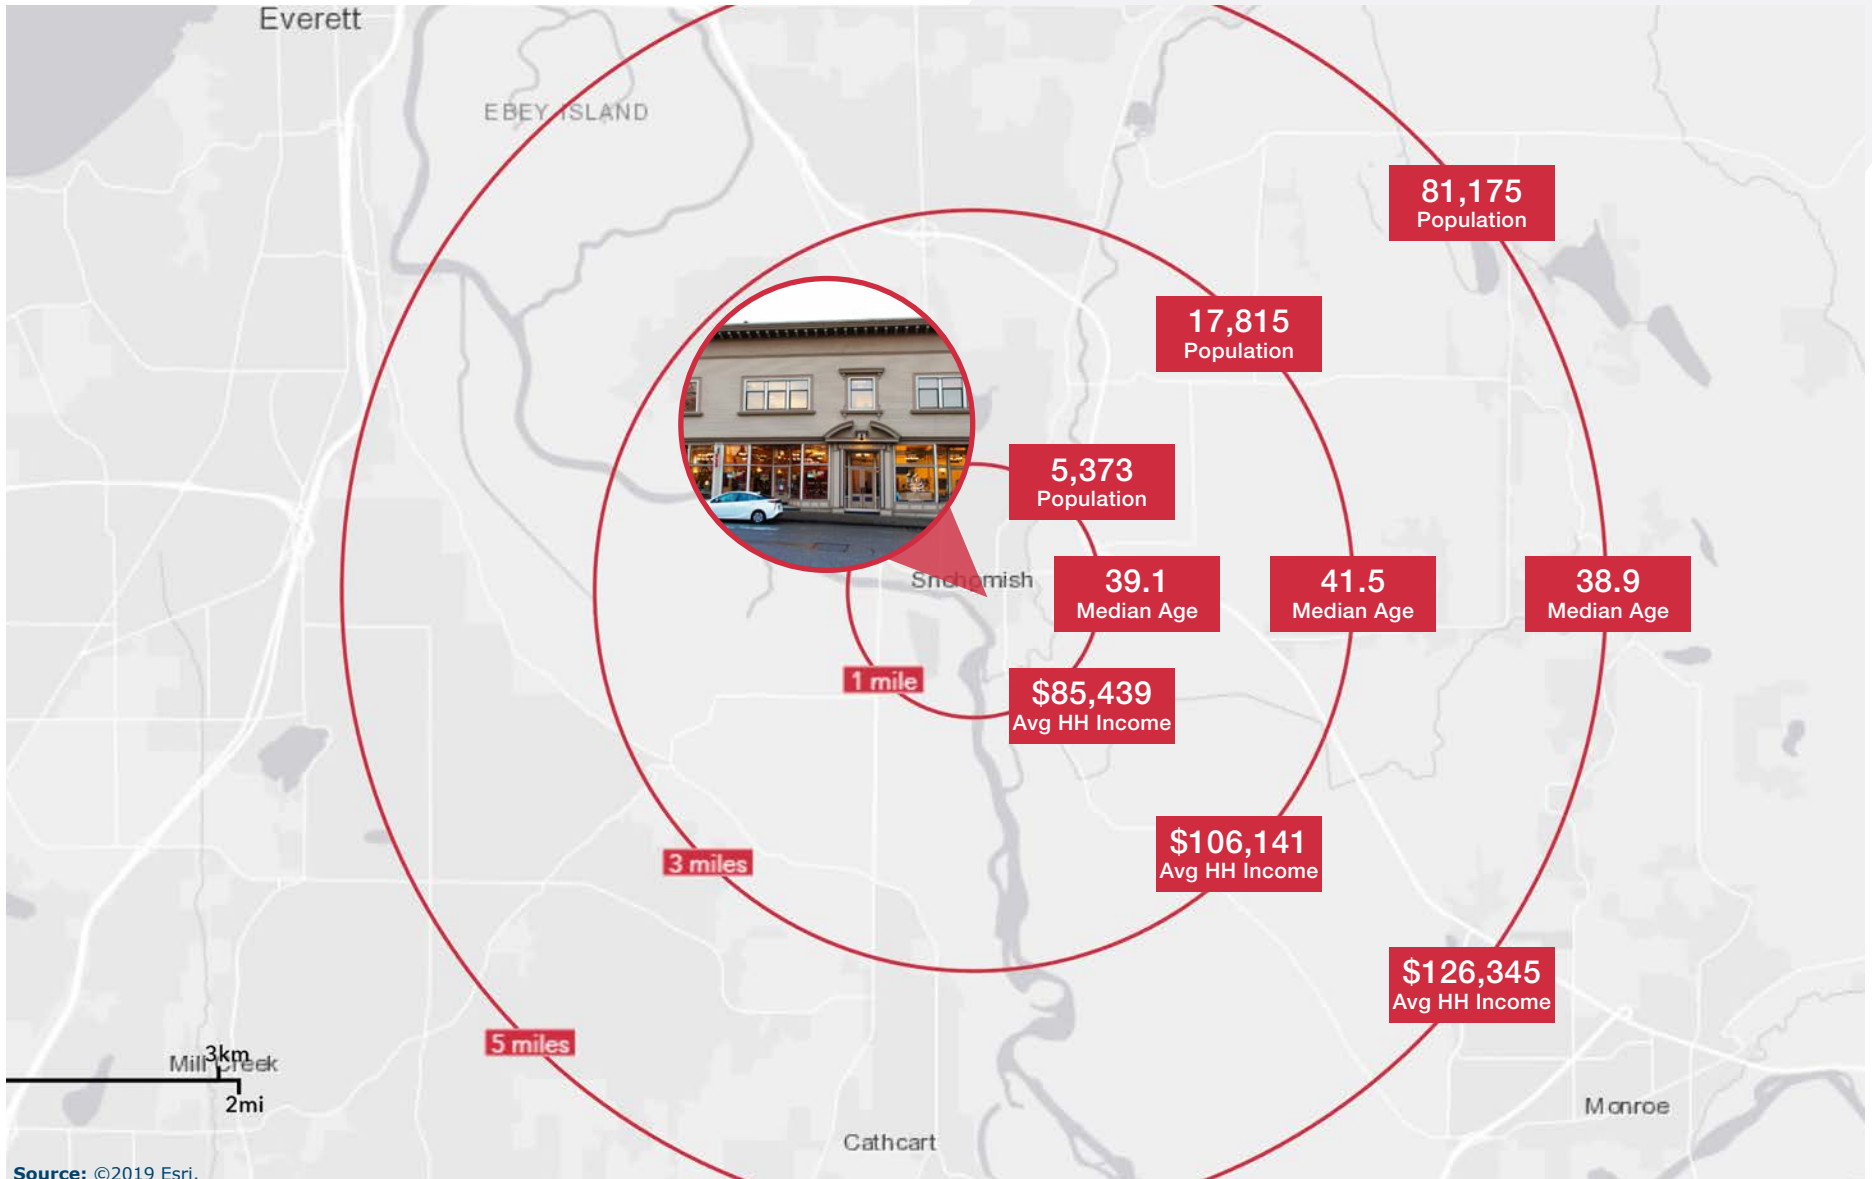 Everett
EBEY ISLAND
81,175
Population
17,815
Population
5,373
Population
Snohomish
39.1
Median Age
41.5
Median Age
38.9
Median Age
1 mile
$85,439
Avg HH Income
3 miles
$106,141
Avg HH Income
$126,345
Avg HH Income
5 miles
3km
Mill Creek
2mi
Monroe
Cathcart
Source: ©2019 Esri.